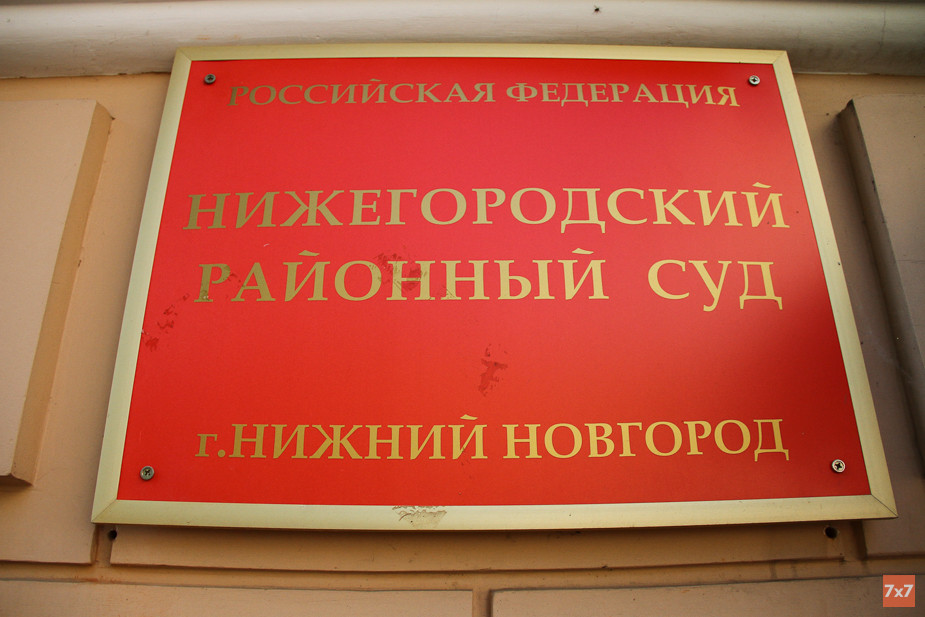 РОССИЙСКАЯ ФЕДЕРАЦИЯ
НИЖЕГОРОДСКИЙ
РАЙОННЫЙ СУД
г.НИЖНИЙ НОВГОРОД
7x7